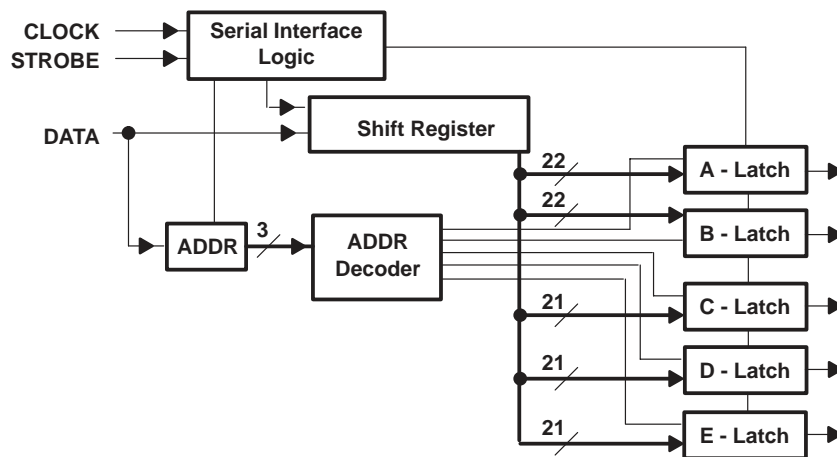 CLOCK
STROBE
Serial Interface
Logic
DATA
Shift Register
22
A - Latch
22
B - Latch
ADDR
3
ADDR
Decoder
21
C - Latch
21
D - Latch
21
E - Latch